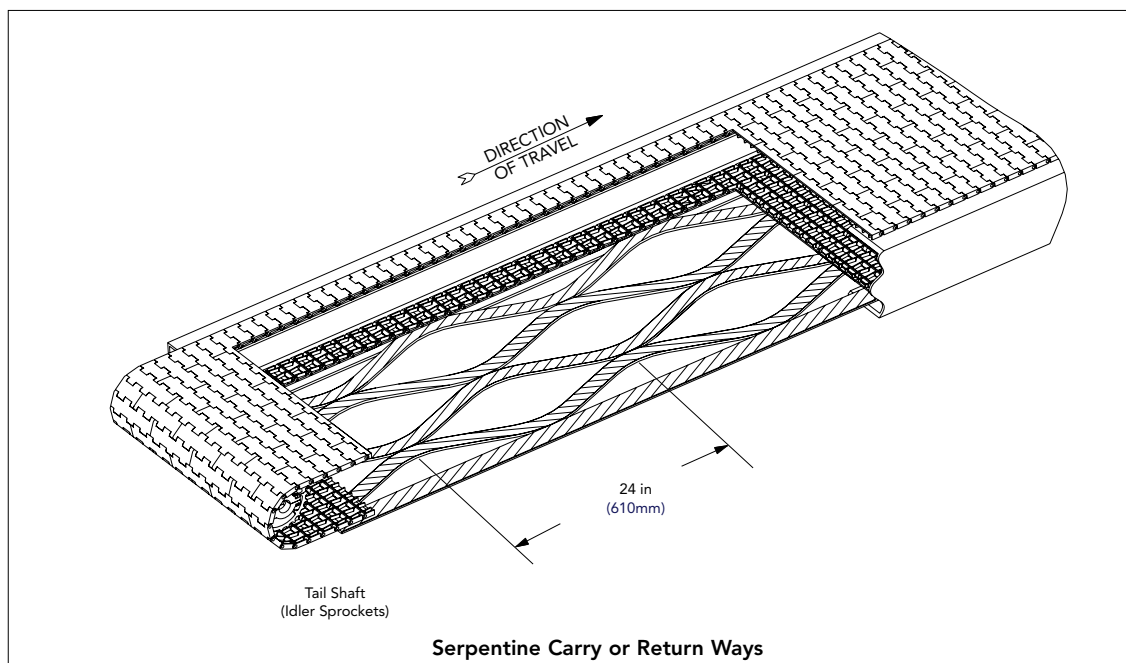 DIRECTION
OF TRAVEL
24 in
(610mm)
Tail Shaft
(Idler Sprockets)
Serpentine Carry or Return Ways